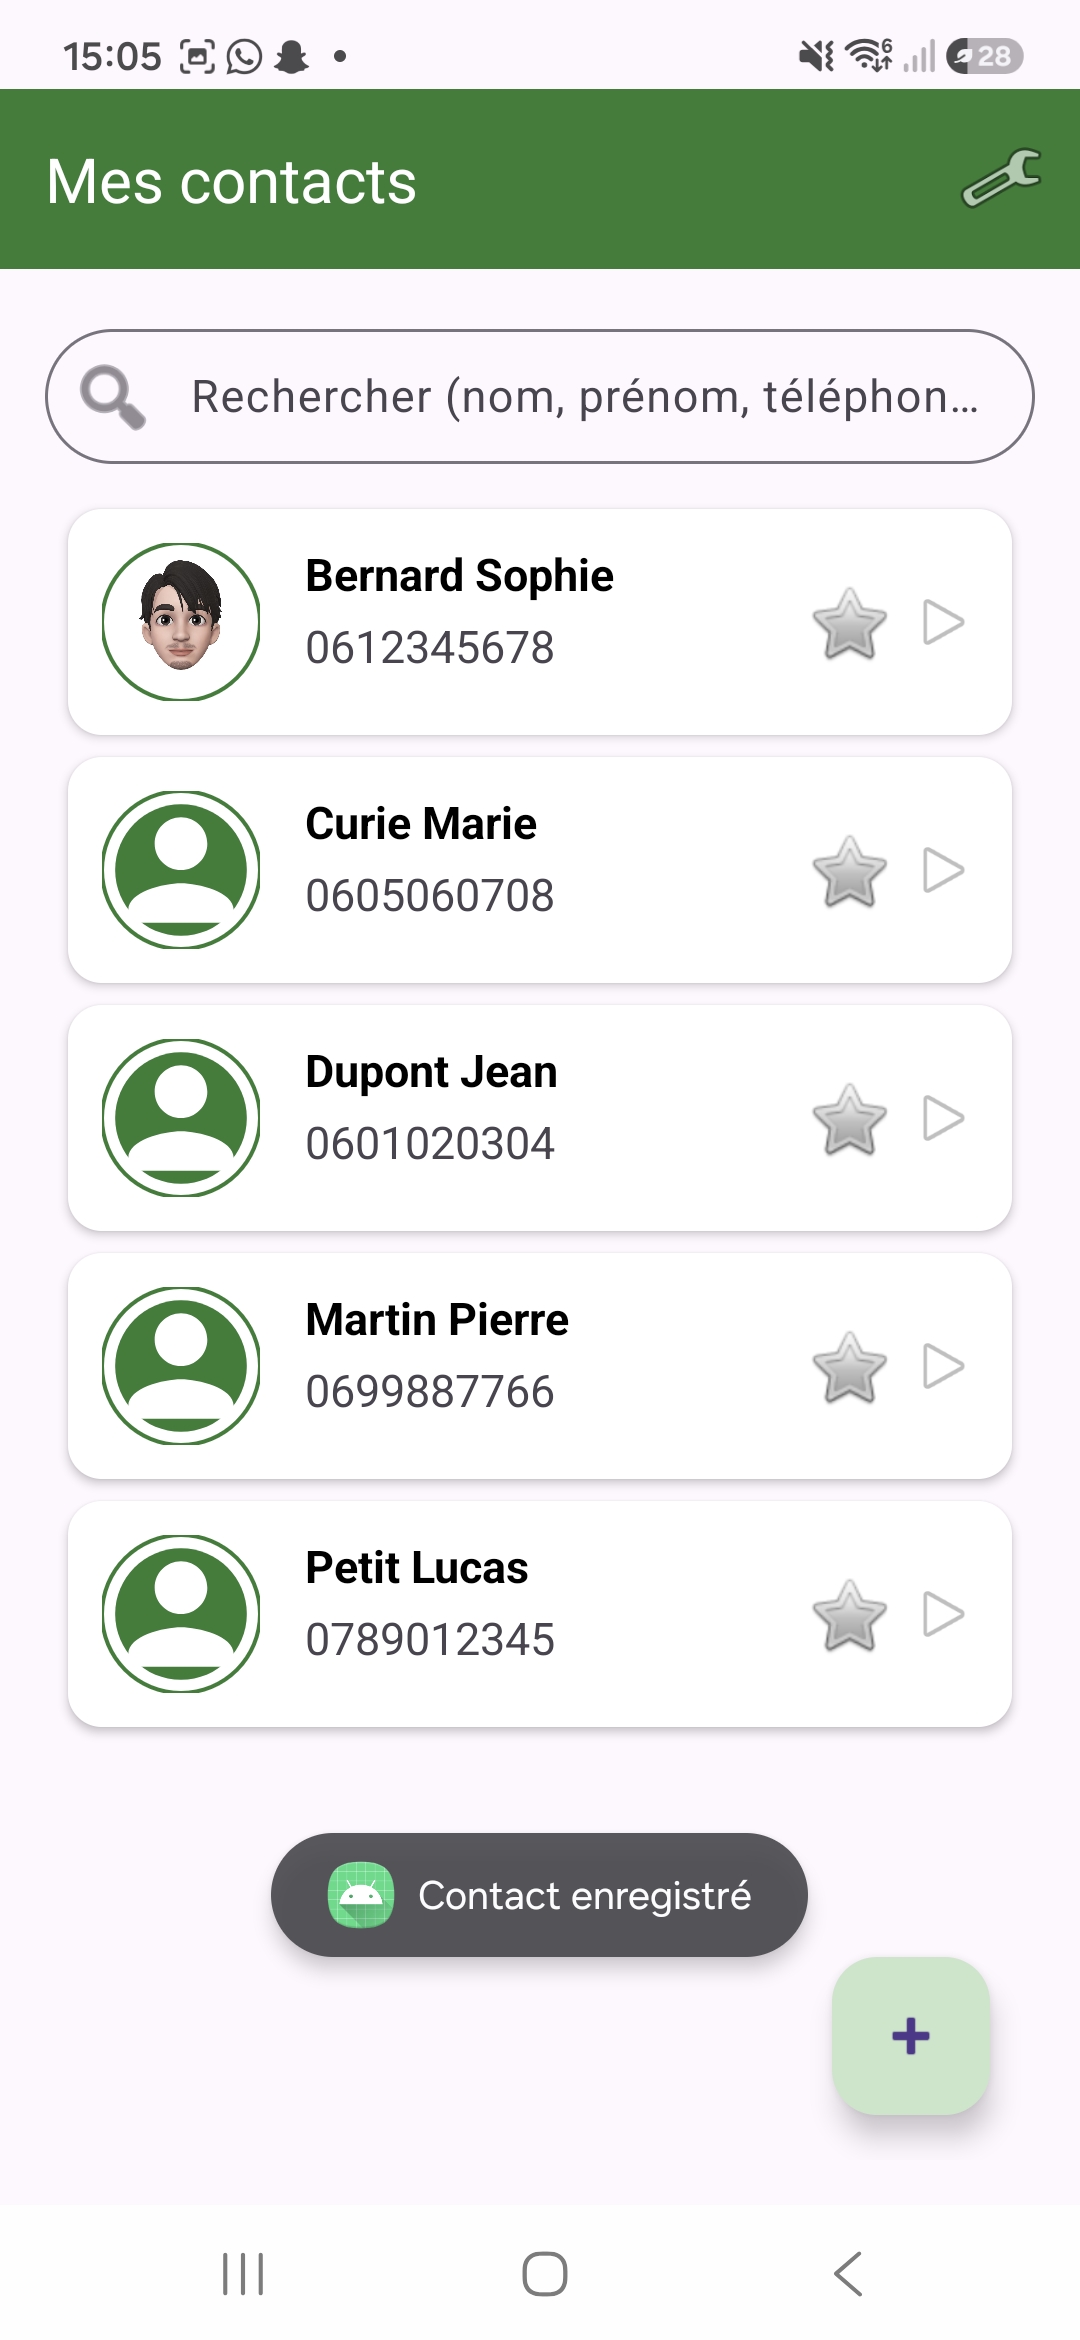 15:05
6
28
Mes contacts
Rechercher (nom, prénom, téléphon...
Bernard Sophie
0612345678
Curie Marie
0605060708
Dupont Jean
0601020304
Martin Pierre
0699887766
Petit Lucas
0789012345
Contact enregistré